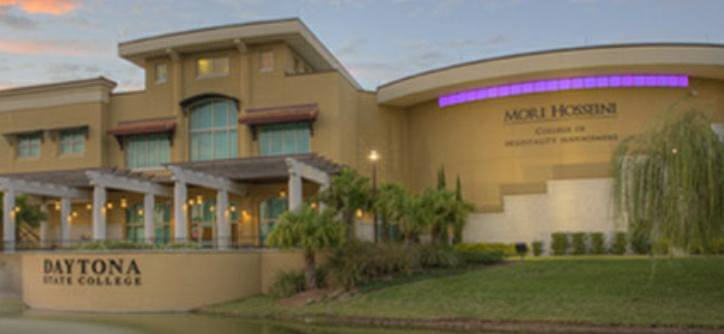 MORI HOSSEINI
COLLEGE OF
HOSPITALITY MANAGEMENT
DAYTONA
STATE COLLEGE